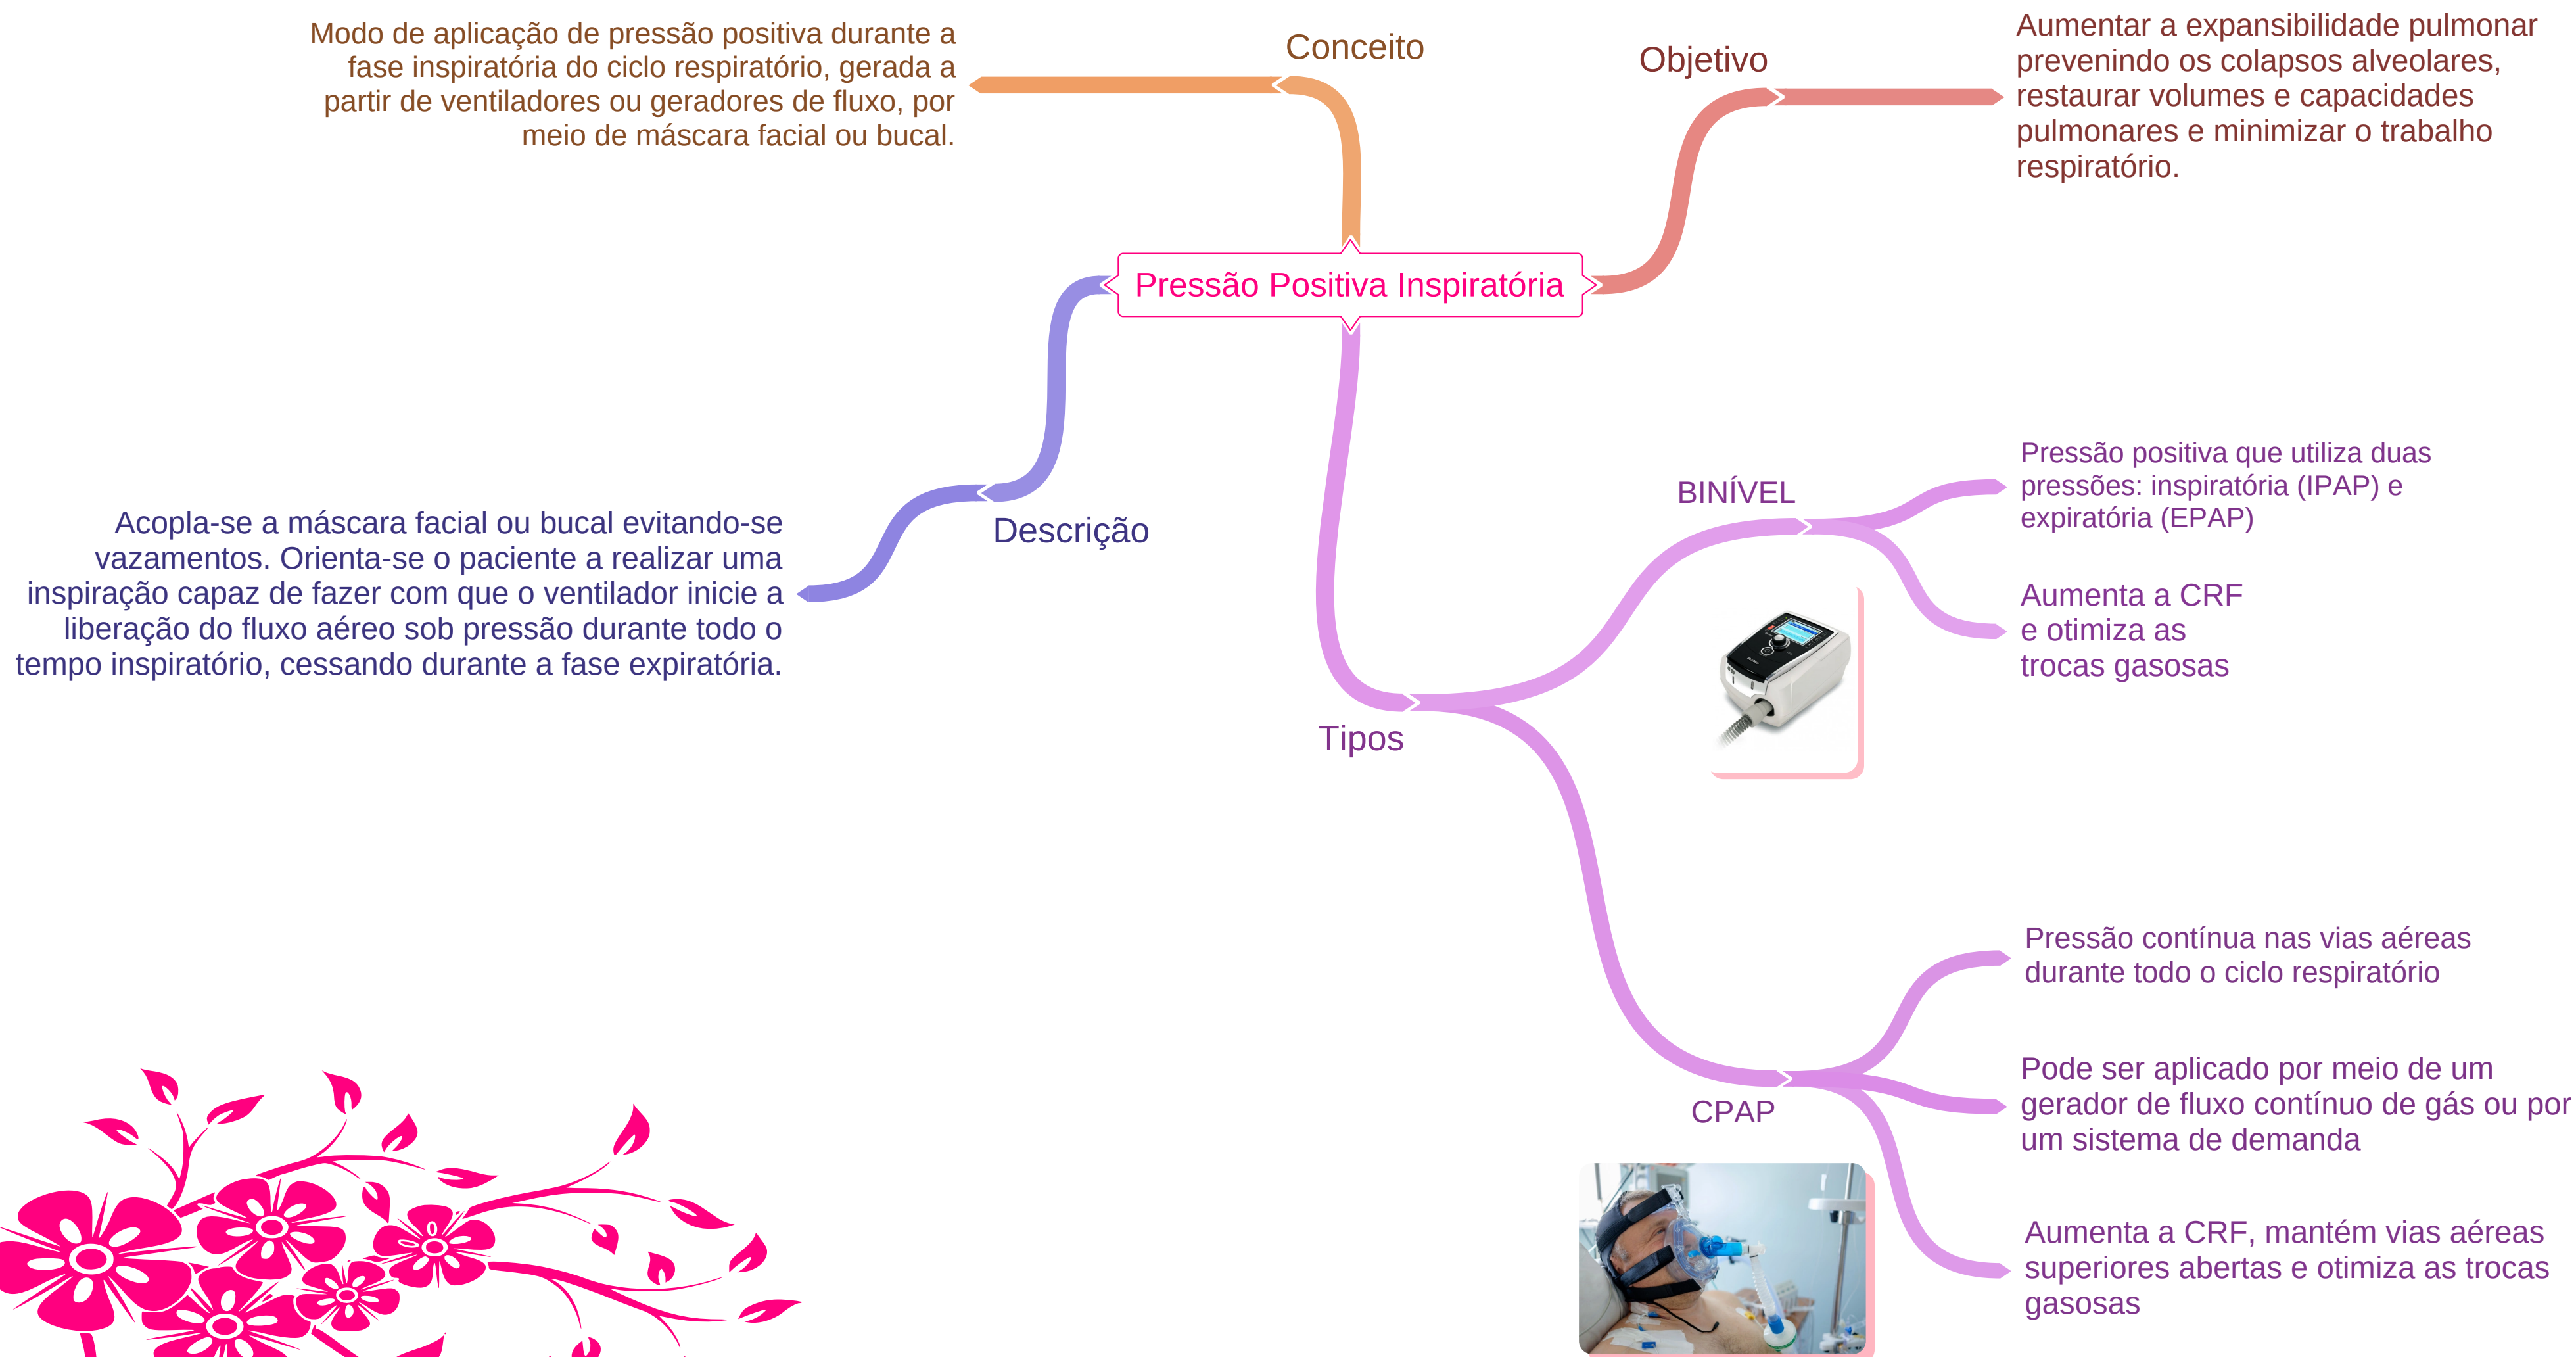 Conceito
Modo de aplicação de pressão positiva durante a
fase inspiratória do ciclo respiratório, gerada a
partir de ventiladores ou geradores de fluxo, por
meio de máscara facial ou bucal.
Objetivo
Aumentar a expansibilidade pulmonar
prevenindo os colapsos alveolares,
restaurar volumes e capacidades
pulmonares e minimizar o trabalho
respiratório.
Pressão Positiva Inspiratória
Descrição
Acopla-se a máscara facial ou bucal evitando-se
vazamentos. Orienta-se o paciente a realizar uma
inspiração capaz de fazer com que o ventilador inicie a
liberação do fluxo aéreo sob pressão durante todo o
tempo inspiratório, cessando durante a fase expiratória.
Tipos
BINÍVEL
Pressão positiva que utiliza duas
pressões: inspiratória (IPAP) e
expiratória (EPAP)
Aumenta a CRF
e otimiza as
trocas gasosas
CPAP
Pressão contínua nas vias aéreas
durante todo o ciclo respiratório
Pode ser aplicado por meio de um
gerador de fluxo contínuo de gás ou por
um sistema de demanda
Aumenta a CRF, mantém vias aéreas
superiores abertas e otimiza as trocas
gasosas